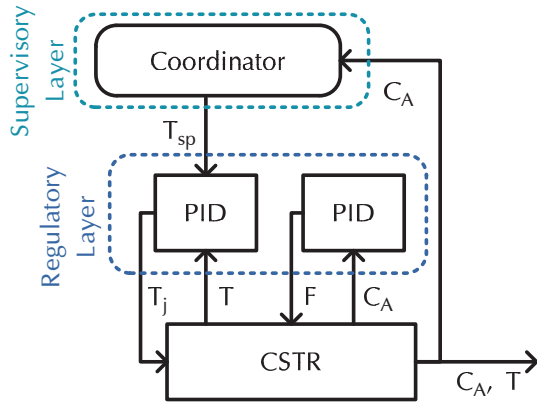 Supervisory
Layer
Coordinator
C_A
T_sp
Regulatory
Layer
PID
PID
T_j
T
F
C_A
CSTR
C_A, T